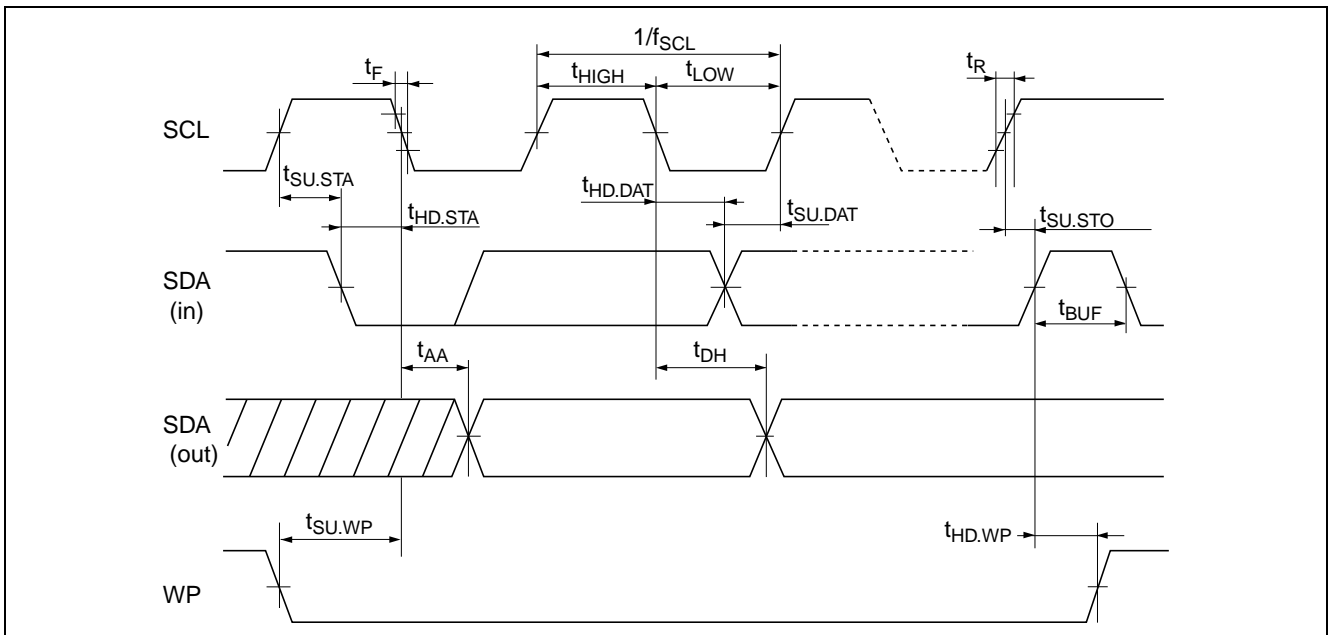 1/fSCL
tF
tHIGH
tLOW
tR
SCL
tSU.STA
tHD.STA
tHD.DAT
tSU.DAT
tSU.STO
SDA
(in)
tBUF
tAA
tDH
SDA
(out)
tSU.WP
tHD.WP
WP